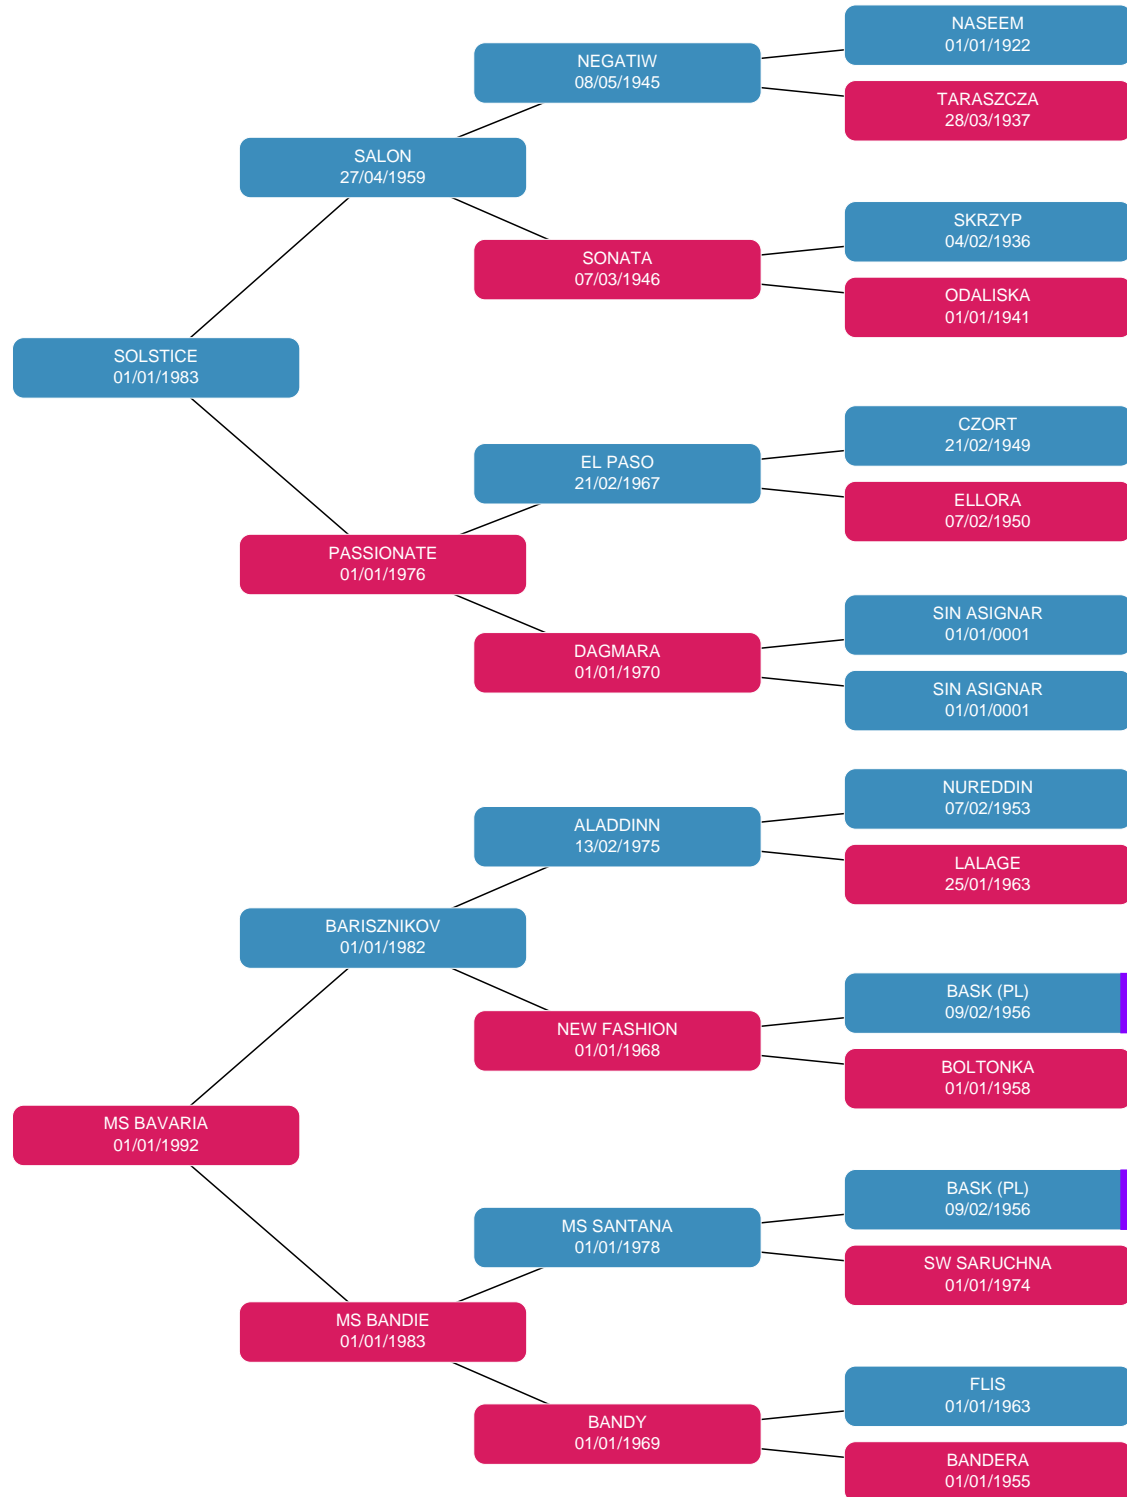 NASEEM
01/01/1922
NEGATIW
08/05/1945
TARASZCZA
28/03/1937
SALON
27/04/1959
SKRZYP
04/02/1936
SONATA
07/03/1946
ODALISKA
01/01/1941
SOLSTICE
01/01/1983
CZORT
21/02/1949
EL PASO
21/02/1967
ELLORA
07/02/1950
PASSIONATE
01/01/1976
SIN ASIGNAR
01/01/0001
DAGMARA
01/01/1970
SIN ASIGNAR
01/01/0001
NUREDDIN
07/02/1953
ALADDINN
13/02/1975
LALAGE
25/01/1963
BARISZNIKOV
01/01/1982
BASK (PL)
09/02/1956
NEW FASHION
01/01/1968
BOLTONKA
01/01/1958
MS BAVARIA
01/01/1992
BASK (PL)
09/02/1956
MS SANTANA
01/01/1978
SW SARUCHNA
01/01/1974
MS BANDIE
01/01/1983
FLIS
01/01/1963
BANDY
01/01/1969
BANDERA
01/01/1955